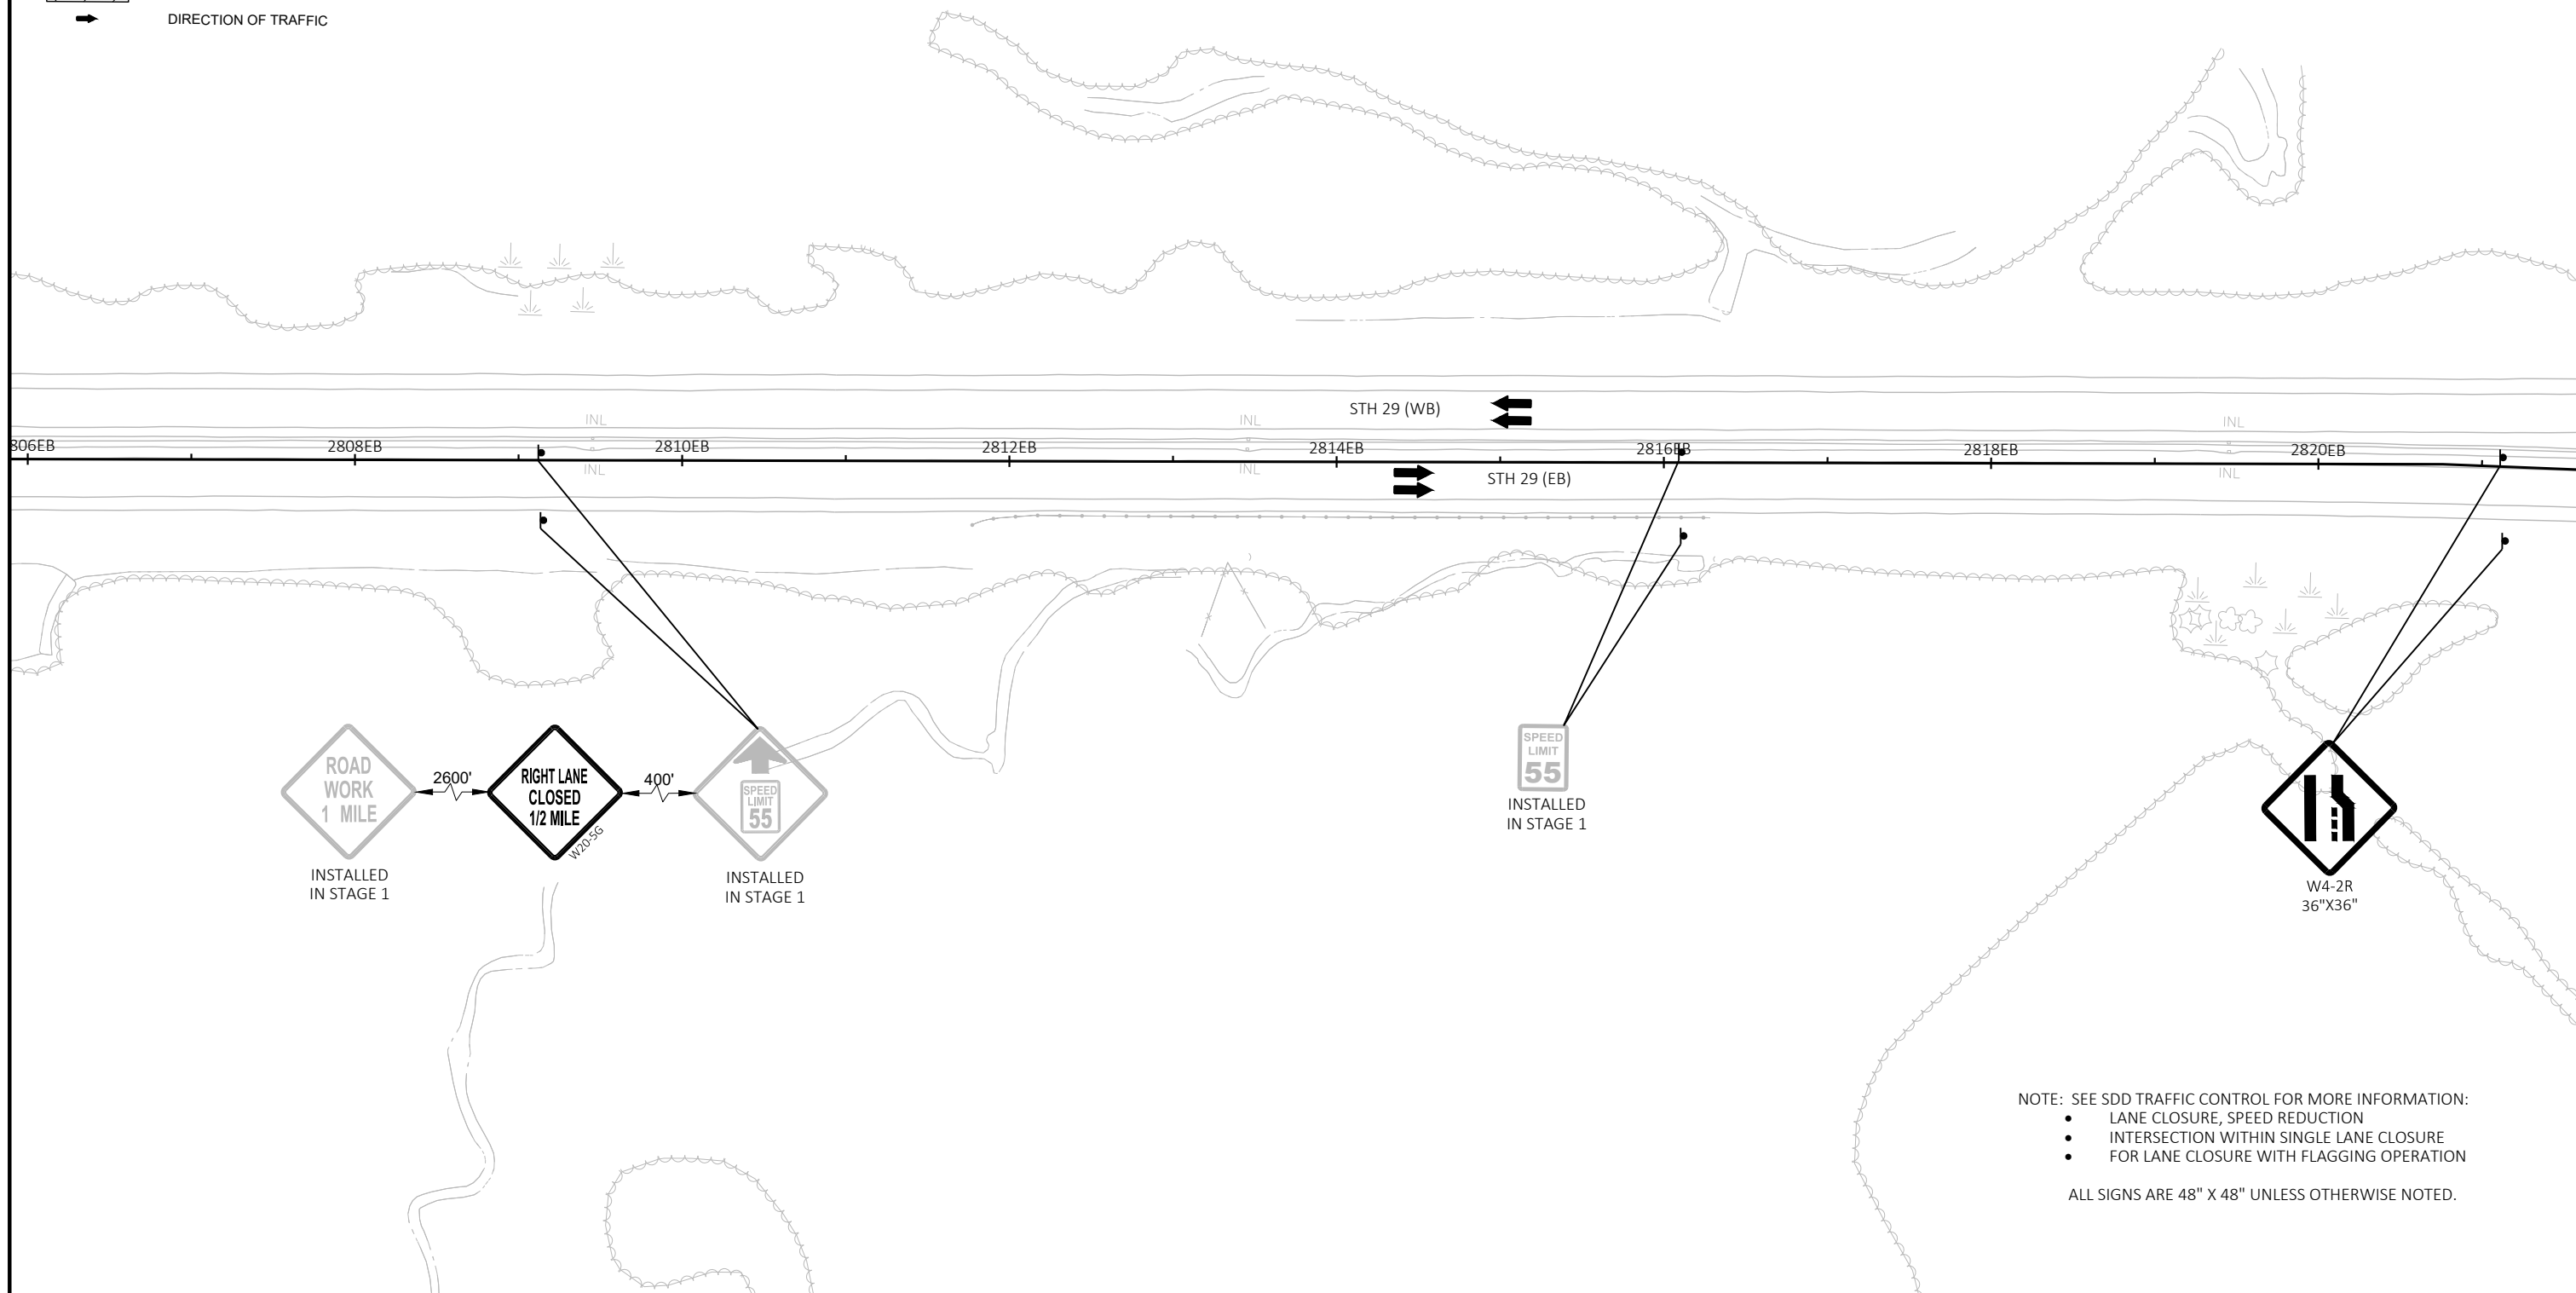 DIRECTION OF TRAFFIC
STH 29 (WB)
INL
INL
INL
806EB
2808EB
2810EB
2812EB
2814EB
2816EB
2818EB
2820EB
INL
INL
INL
STH 29 (EB)
ROAD
WORK
1 MILE
INSTALLED
IN STAGE 1
2600'
RIGHT LANE
CLOSED
1/2 MILE
W20-5G
400'
SPEED
LIMIT
55
INSTALLED
IN STAGE 1
SPEED
LIMIT
55
INSTALLED
IN STAGE 1
W4-2R
36"X36"
NOTE: SEE SDD TRAFFIC CONTROL FOR MORE INFORMATION:
• LANE CLOSURE, SPEED REDUCTION
• INTERSECTION WITHIN SINGLE LANE CLOSURE
• FOR LANE CLOSURE WITH FLAGGING OPERATION
ALL SIGNS ARE 48" X 48" UNLESS OTHERWISE NOTED.